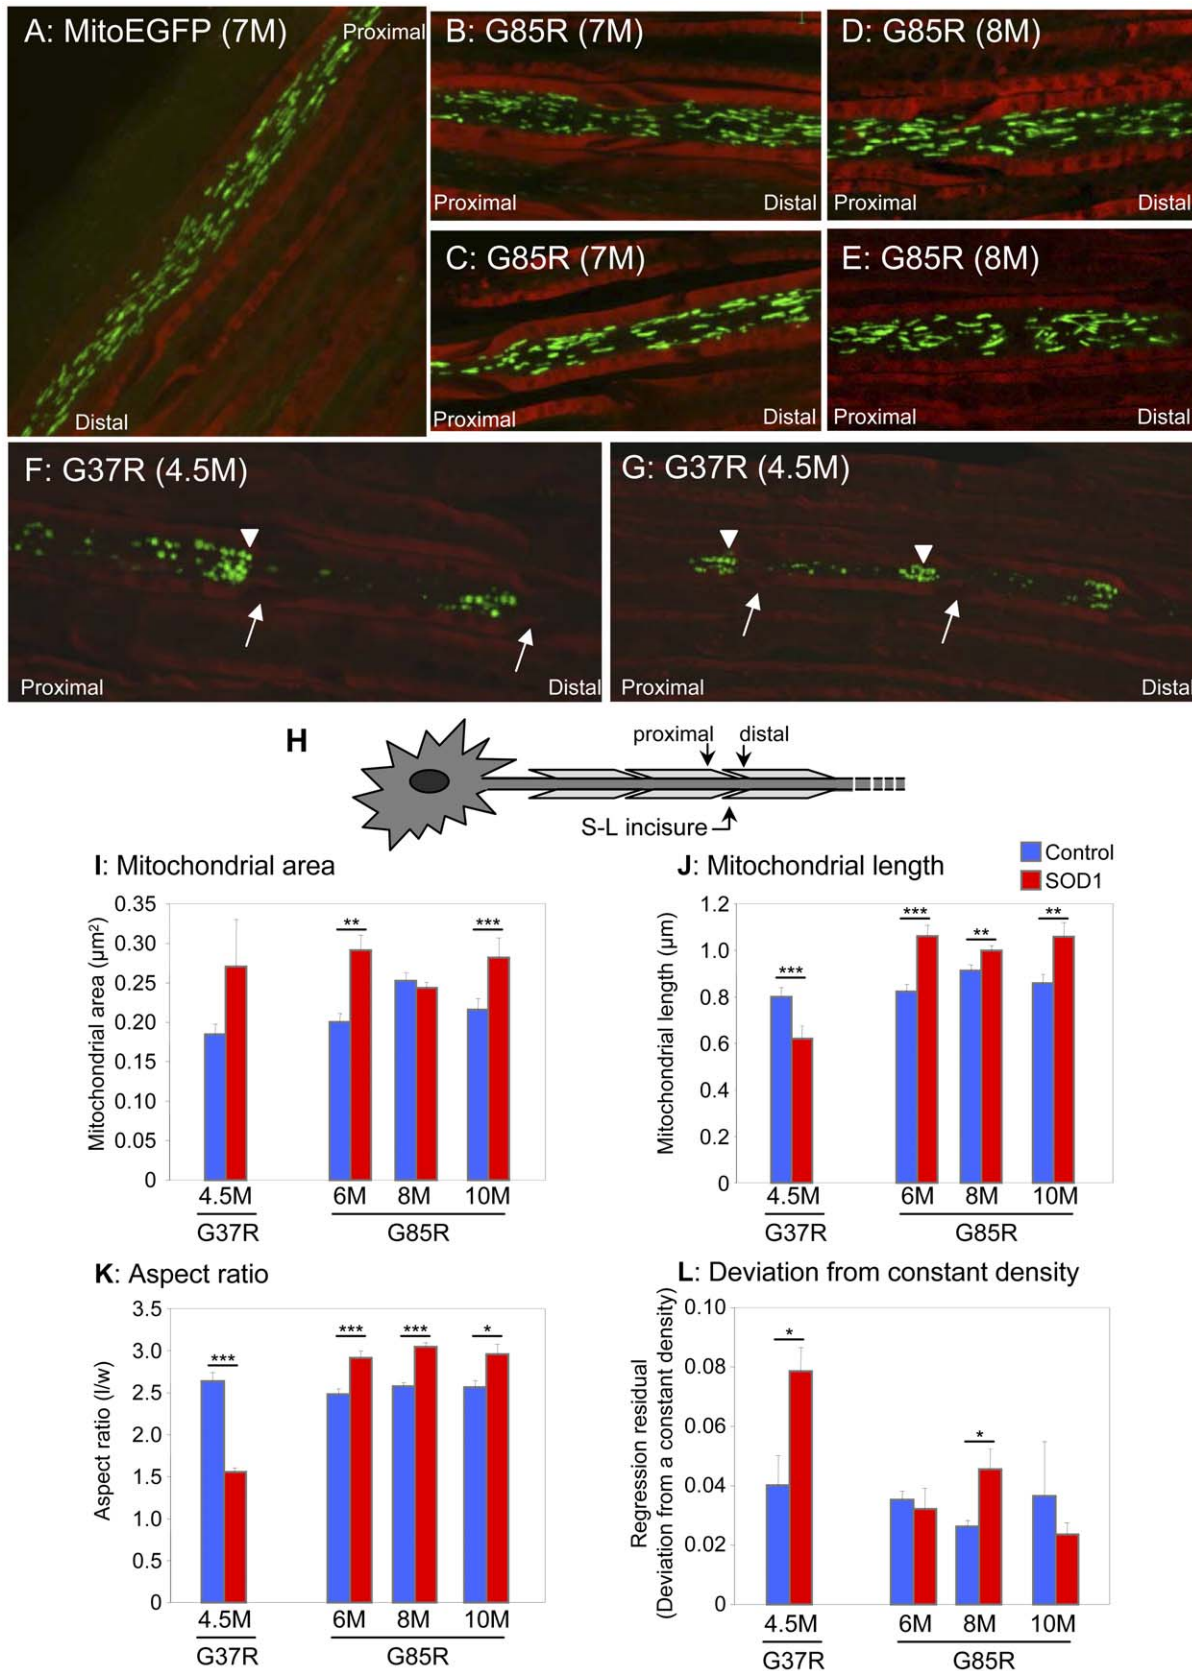 A: MitoEGFP (7M)
Proximal
Distal
B: G85R (7M)
Proximal
Distal
D: G85R (8M)
Proximal
Distal
C: G85R (7M)
Proximal
Distal
E: G85R (8M)
Proximal
Distal
F: G37R (4.5M)
Proximal
Distal
G: G37R (4.5M)
Proximal
Distal
H
proximal
distal
S-L incisure
I: Mitochondrial area
Mitochondrial area (µm²)
0.35
0.30
0.25
0.20
0.15
0.10
0.05
0
**
***
4.5M
6M
8M
10M
G37R
G85R
J: Mitochondrial length
Control
SOD1
Mitochondrial length (µm)
1.2
1.0
0.8
0.6
0.4
0.2
0
***
***
**
**
4.5M
6M
8M
10M
G37R
G85R
K: Aspect ratio
Aspect ratio (l/w)
3.5
3.0
2.5
2.0
1.5
1.0
0.5
0
***
***
***
*
4.5M
6M
8M
10M
G37R
G85R
L: Deviation from constant density
Regression residual
(Deviation from a constant density)
0.10
0.08
0.06
0.04
0.02
0
*
*
4.5M
6M
8M
10M
G37R
G85R